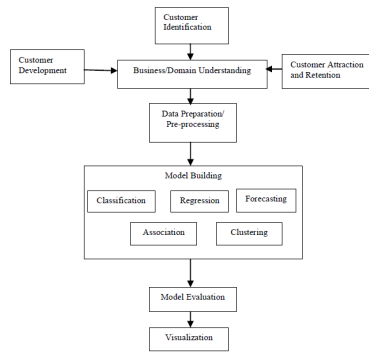 Customer
Identification
Customer
Development
Business/Domain Understanding
Customer Attraction
and Retention
Data Preparation/
Pre-processing
Model Building
Classification
Regression
Forecasting
Association
Clustering
Model Evaluation
Visualization